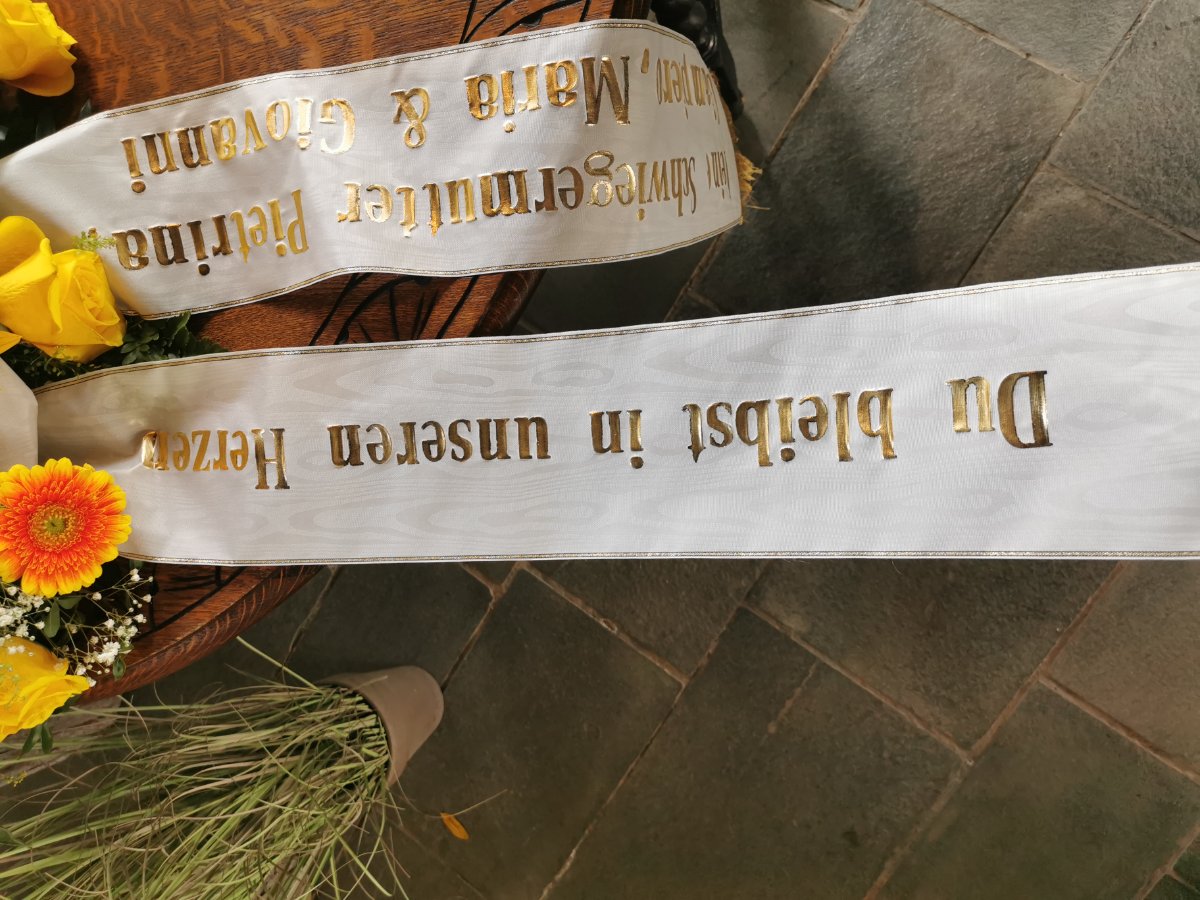 Du bleibst in unseren Herzen
Schwiegermutter Pietrina,
Maria & Giovanni